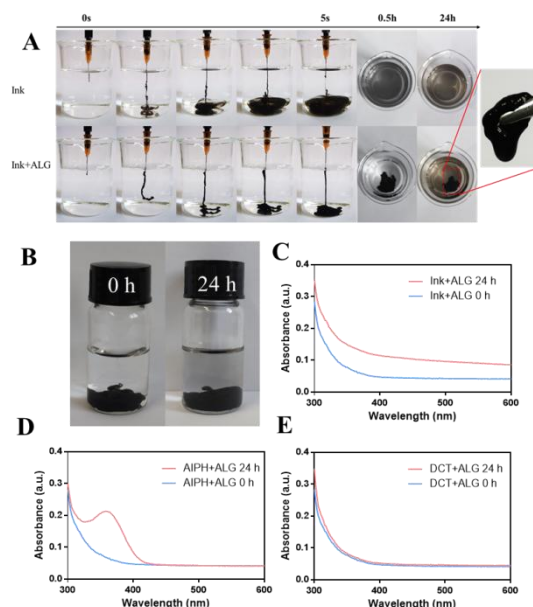 0s 5s 0.5h 24h
A
Ink
Ink+ALG
B
0 h 24 h
C
Absorbance (a.u.)
0.4
0.3
0.2
0.1
0.0
300 400 500 600
Wavelength (nm)
Ink+ALG 24 h
Ink+ALG 0 h
D
Absorbance (a.u.)
0.4
0.3
0.2
0.1
0.0
300 400 500 600
Wavelength (nm)
AIPH+ALG 24 h
AIPH+ALG 0 h
E
Absorbance (a.u.)
0.4
0.3
0.2
0.1
0.0
300 400 500 600
Wavelength (nm)
DCT+ALG 24 h
DCT+ALG 0 h